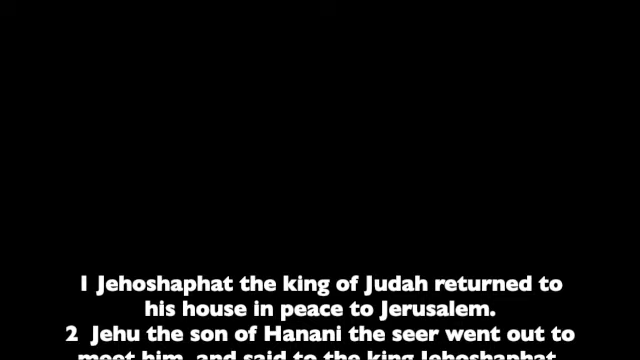 1 Jehoshaphat the king of Judah returned to
his house in peace to Jerusalem.
2 Jehu the son of Hanani the seer went out to
meet him, and said to the king Jehoshaphat,